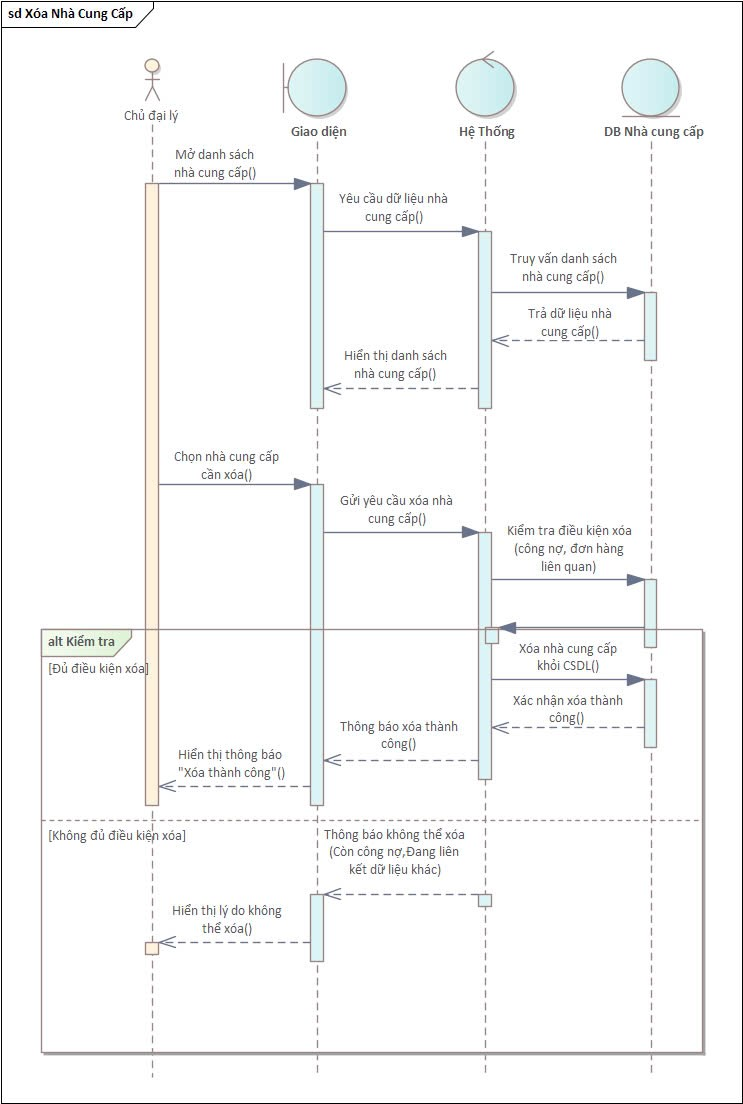 sd Xóa Nhà Cung Cấp
Chủ đại lý
Giao diện
Hệ Thống
DB Nhà cung cấp
Mở danh sách
nhà cung cấp()
Yêu cầu dữ liệu nhà
cung cấp()
Truy vấn danh sách
nhà cung cấp()
Trả dữ liệu nhà
cung cấp()
Hiển thị danh sách
nhà cung cấp()
Chọn nhà cung cấp
cần xóa()
Gửi yêu cầu xóa nhà
cung cấp()
Kiểm tra điều kiện xóa
(công nợ, đơn hàng
liên quan)
alt Kiểm tra
[Đủ điều kiện xóa]
Xóa nhà cung cấp
khỏi CSDL()
Xác nhận xóa thành
công()
Thông báo xóa thành
công()
Hiển thị thông báo
"Xóa thành công"()
[Không đủ điều kiện xóa]
Thông báo không thể xóa
(Còn công nợ,Đang liên
kết dữ liệu khác)
Hiển thị lý do không
thể xóa()